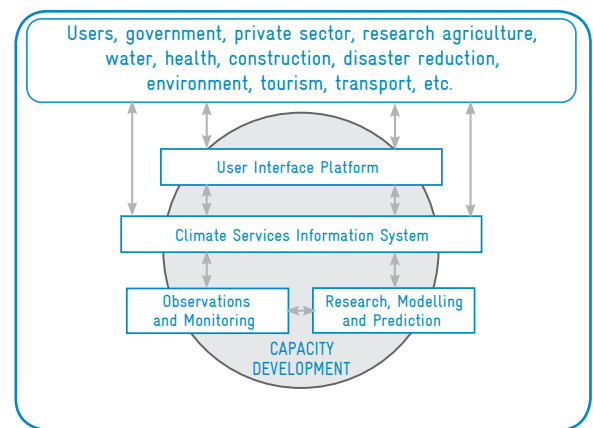 Users, government, private sector, research agriculture,
water, health, construction, disaster reduction,
environment, tourism, transport, etc.
User Interface Platform
Climate Services Information System
Observations
and Monitoring
Research, Modelling
and Prediction
CAPACITY
DEVELOPMENT